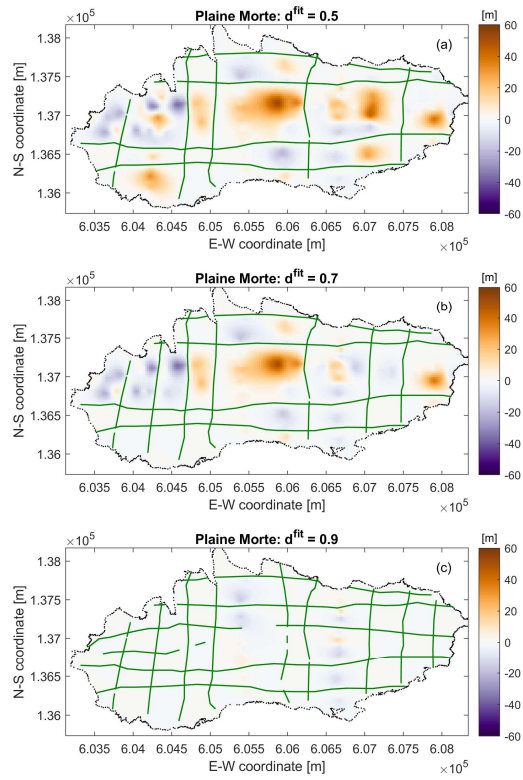 Plaine Morte: d^fit = 0.5
×10^5
[m]
(a)
1.38
1.375
1.37
1.365
1.36
N-S coordinate [m]
60
40
20
0
-20
-40
-60
6.035 6.04 6.045 6.05 6.055 6.06 6.065 6.07 6.075 6.08
E-W coordinate [m]
×10^5
Plaine Morte: d^fit = 0.7
×10^5
[m]
(b)
1.38
1.375
1.37
1.365
1.36
N-S coordinate [m]
60
40
20
0
-20
-40
-60
6.035 6.04 6.045 6.05 6.055 6.06 6.065 6.07 6.075 6.08
E-W coordinate [m]
×10^5
Plaine Morte: d^fit = 0.9
×10^5
[m]
(c)
1.38
1.375
1.37
1.365
1.36
N-S coordinate [m]
60
40
20
0
-20
-40
-60
6.035 6.04 6.045 6.05 6.055 6.06 6.065 6.07 6.075 6.08
E-W coordinate [m]
×10^5